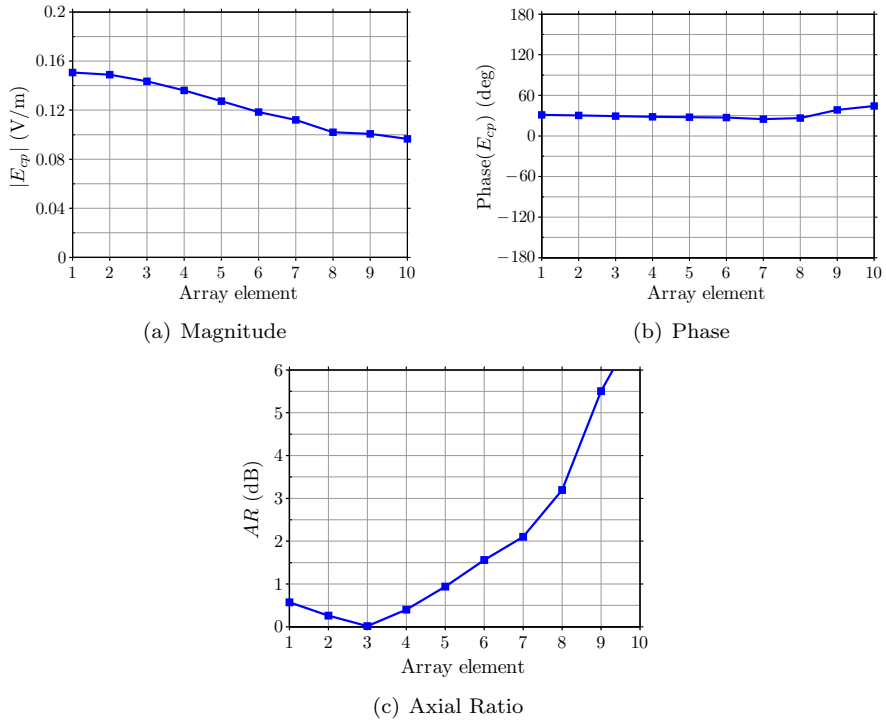 0.2
0.16
0.12
0.08
0.04
0
|E_cp| (V/m)
1 2 3 4 5 6 7 8 9 10
Array element
(a) Magnitude
180
120
60
0
−60
−120
−180
Phase(E_cp) (deg)
1 2 3 4 5 6 7 8 9 10
Array element
(b) Phase
6
5
4
3
2
1
0
AR (dB)
1 2 3 4 5 6 7 8 9 10
Array element
(c) Axial Ratio